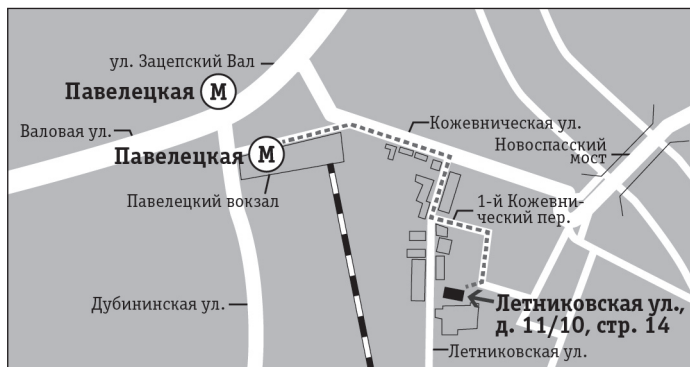 ул. Зацепский Вал
Павелецкая М
Валовая ул.
Кожевническая ул.
Новоспасский
мост
Павелецкая М
Павелецкий вокзал
1-й Кожевни-
ческий пер.
Дубининская ул.
Летниковская ул.,
д. 11/10, стр. 14
Летниковская ул.